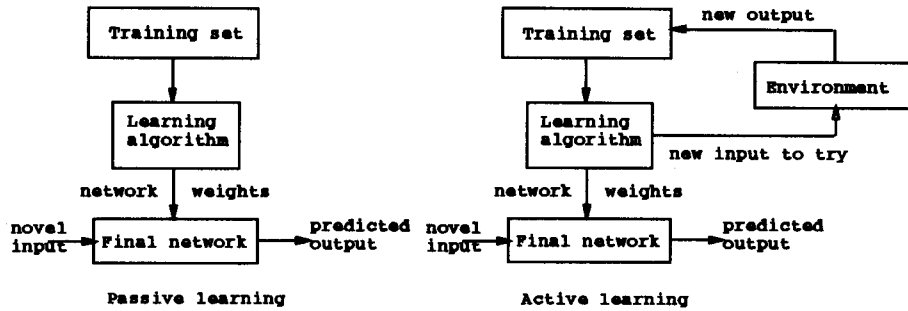 Training set
Learning
algorithm
network weights
novel
input
Final network
predicted
output
Passive learning
new output
Training set
Environment
Learning
algorithm
new input to try
network weights
novel
input
Final network
predicted
output
Active learning